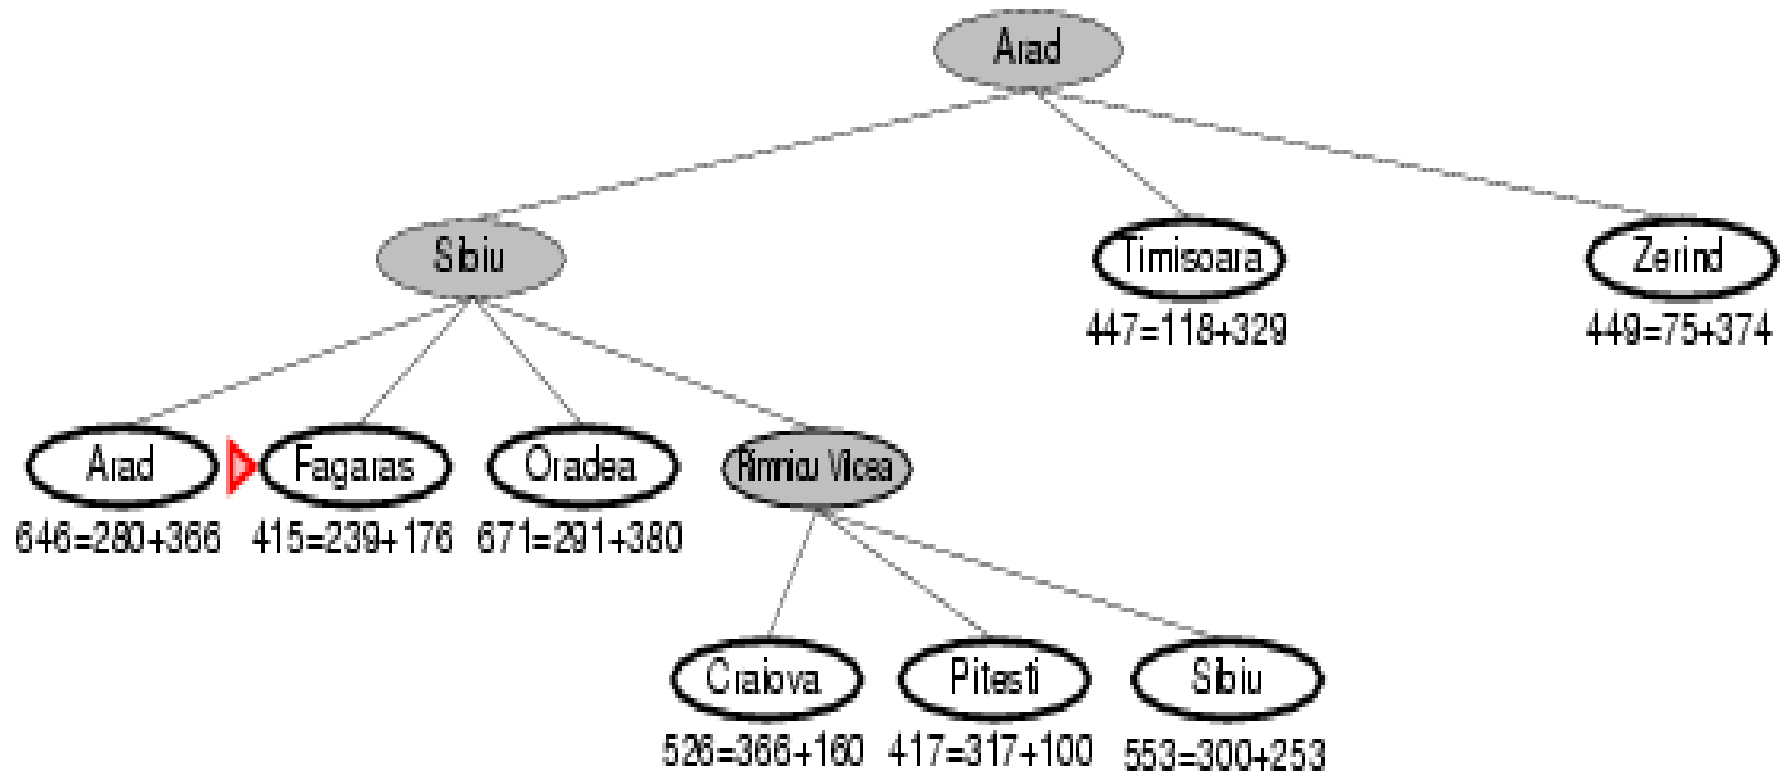 Arad
Sibiu
Timisoara
Zerind
447=118+329
449=75+374
Arad
Fagaras
Oradea
Rimnicu Vilcea
646=280+366
415=239+176
671=291+380
Craiova
Pitesti
Sibiu
526=366+160
417=317+100
553=300+253